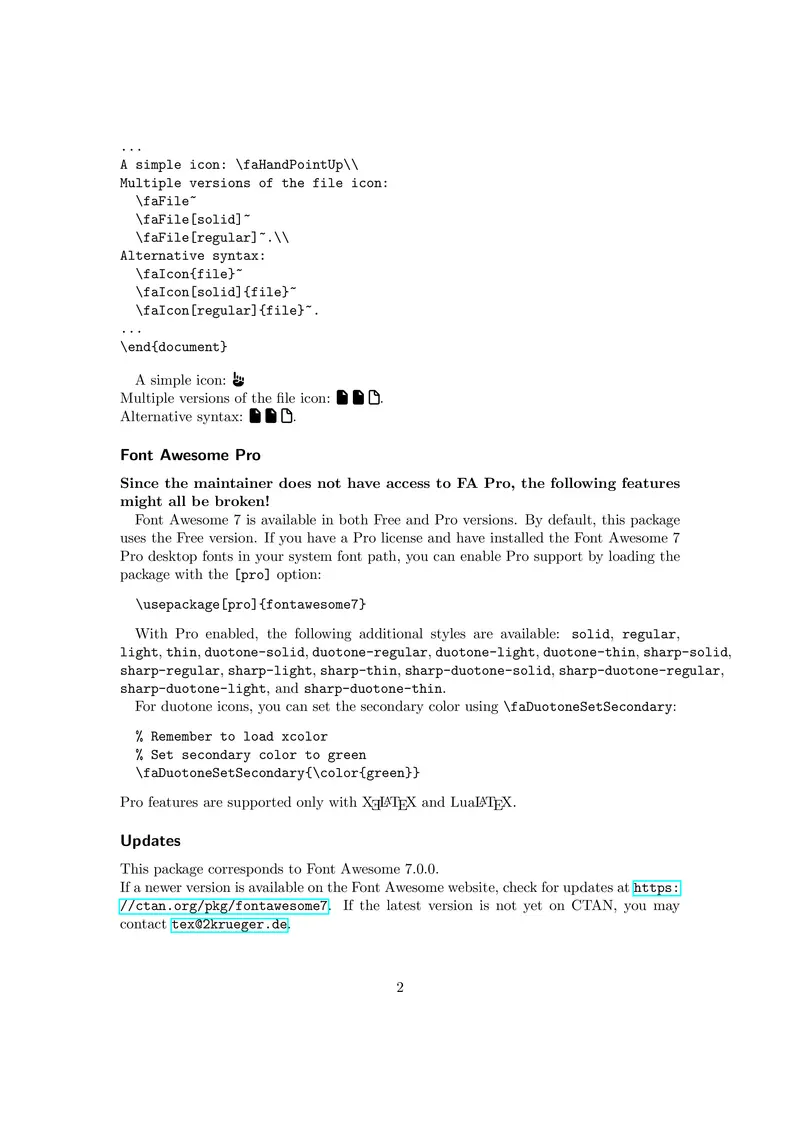 ...
A simple icon: \faHandPointUp\\
Multiple versions of the file icon:
\faFile~
\faFile[solid]~
\faFile[regular]~.\\
Alternative syntax:
\faIcon{file}~
\faIcon[solid]{file}~
\faIcon[regular]{file}~.
...
\end{document}
A simple icon:
Multiple versions of the file icon: .
Alternative syntax: .
Font Awesome Pro
Since the maintainer does not have access to FA Pro, the following features
might all be broken!
Font Awesome 7 is available in both Free and Pro versions. By default, this package
uses the Free version. If you have a Pro license and have installed the Font Awesome 7
Pro desktop fonts in your system font path, you can enable Pro support by loading the
package with the [pro] option:
\usepackage[pro]{fontawesome7}
With Pro enabled, the following additional styles are available: solid, regular,
light, thin, duotone-solid, duotone-regular, duotone-light, duotone-thin, sharp-solid,
sharp-regular, sharp-light, sharp-thin, sharp-duotone-solid, sharp-duotone-regular,
sharp-duotone-light, and sharp-duotone-thin.
For duotone icons, you can set the secondary color using \faDuotoneSetSecondary:
% Remember to load xcolor
% Set secondary color to green
\faDuotoneSetSecondary{\color{green}}
Pro features are supported only with XƎLATEX and LuaLATEX.
Updates
This package corresponds to Font Awesome 7.0.0.
If a newer version is available on the Font Awesome website, check for updates at https:
//ctan.org/pkg/fontawesome7. If the latest version is not yet on CTAN, you may
contact tex@2krueger.de.
2